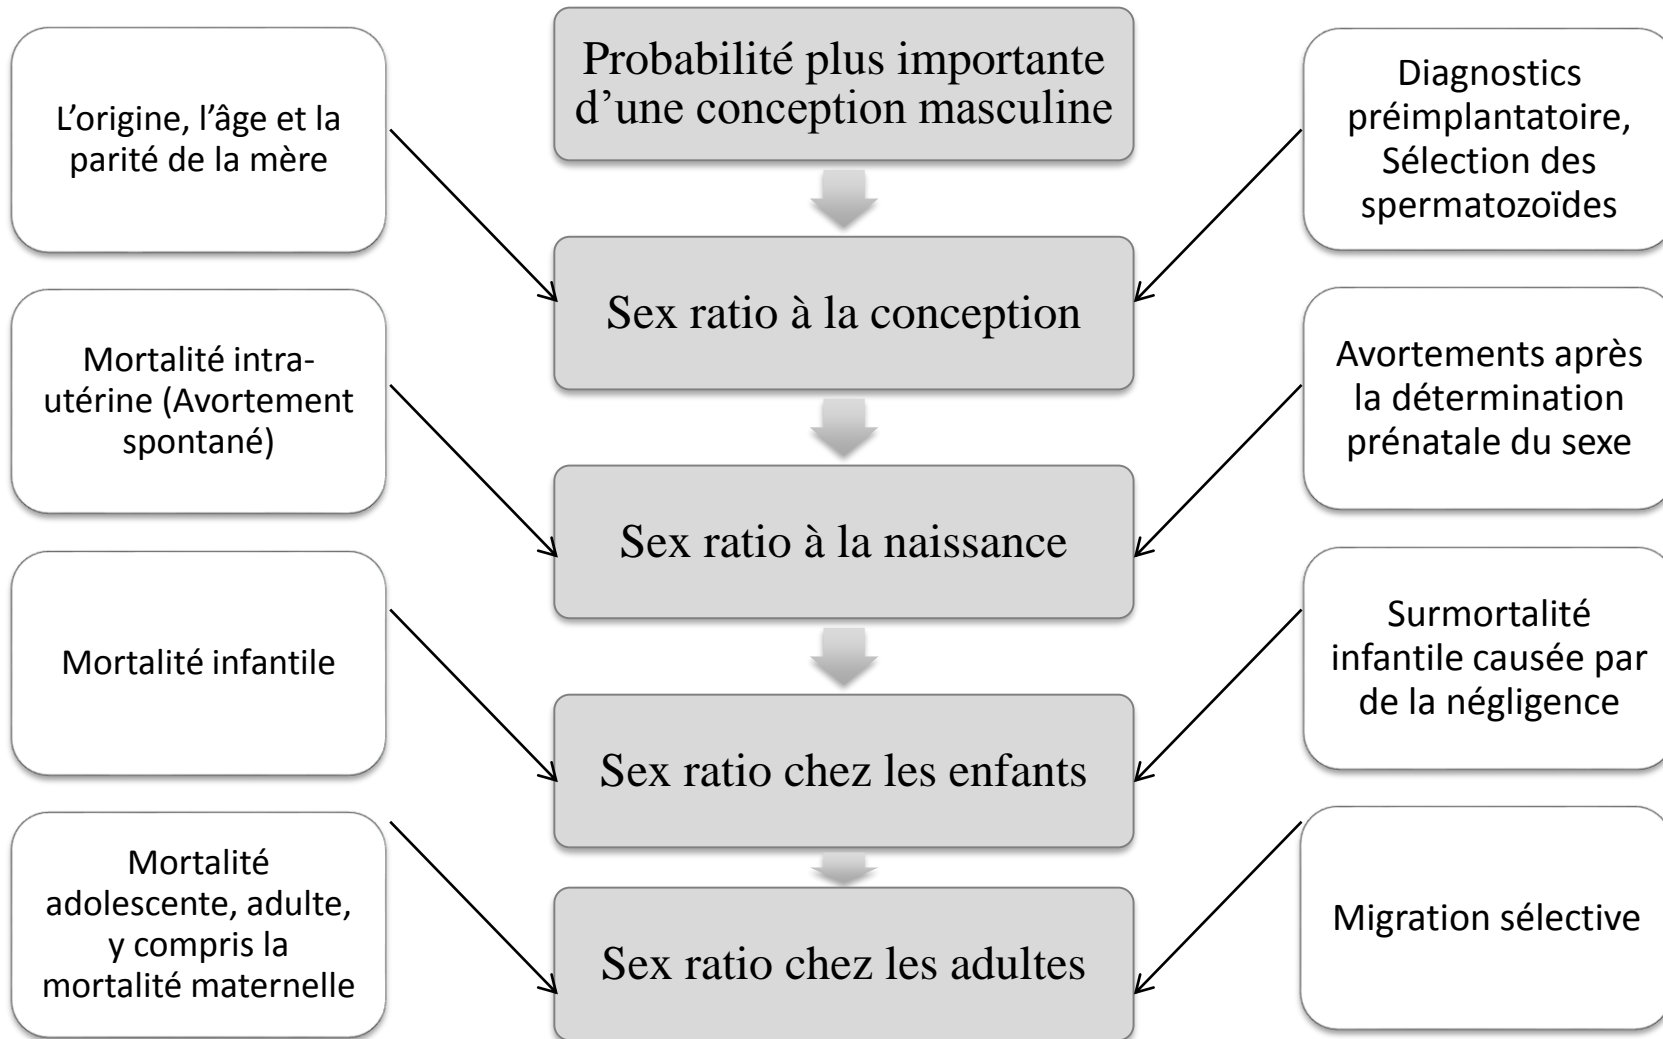 Probabilité plus importante
d’une conception masculine
L’origine, l’âge et la
parité de la mère
Diagnostics
préimplantatoire,
Sélection des
spermatozoïdes
Sex ratio à la conception
Mortalité intra-
utérine (Avortement
spontané)
Avortements après
la détermination
prénatale du sexe
Sex ratio à la naissance
Mortalité infantile
Surmortalité
infantile causée par
de la négligence
Sex ratio chez les enfants
Mortalité
adolescente, adulte,
y compris la
mortalité maternelle
Migration sélective
Sex ratio chez les adultes